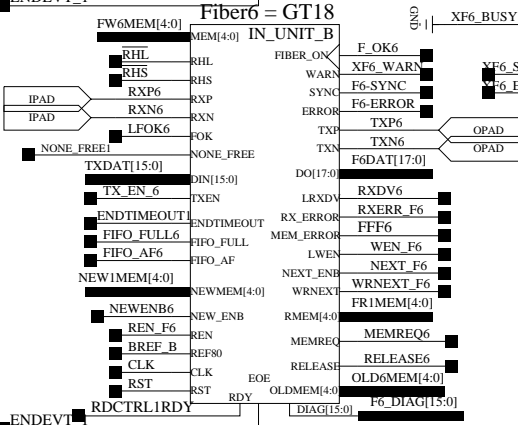 ENDEVT_1
Fiber6 = GT18
GND
XF6_BUSY
FW6MEM[4:0]
MEM[4:0]
IN_UNIT_B
RHL
RHL
FIBER_ON
F_OK6
RHS
RHS
WARN
XF6_WARN
XF6_S
RXP6
RXP
SYNC
F6-SYNC
XF6_E
IPAD
RXN6
RXN
ERROR
F6-ERROR
IPAD
LFOK6
FOK
TXP
TXP6
OPAD
NONE_FREE1
NONE_FREE
TXN
TXN6
OPAD
TXDAT[15:0]
DIN[15:0]
DO[17:0]
F6DAT[17:0]
TX_EN_6
TXEN
LRXDV
RXDV6
ENDTIMEOUT1
ENDTIMEOUT
RX_ERROR
RXERR_F6
FIFO_FULL6
FIFO_FULL
MEM_ERROR
FFF6
FIFO_AF6
FIFO_AF
LWEN
WEN_F6
NEXT_ENB
NEXT_F6
NEW1MEM[4:0]
NEWMEM[4:0]
WRNEXT
WRNEXT_F6
NEWENB6
NEW_ENB
RMEM[4:0]
FR1MEM[4:0]
REN_F6
REN
BREF_B
REF80
MEMREQ
MEMREQ6
CLK
CLK
RELEASE
RELEASE6
RST
RST
EOE
OLDMEM[4:0]
OLD6MEM[4:0]
RDCTRL1RDY
RDY
DIAG[15:0]
F6_DIAG[15:0]
ENDEVT_1